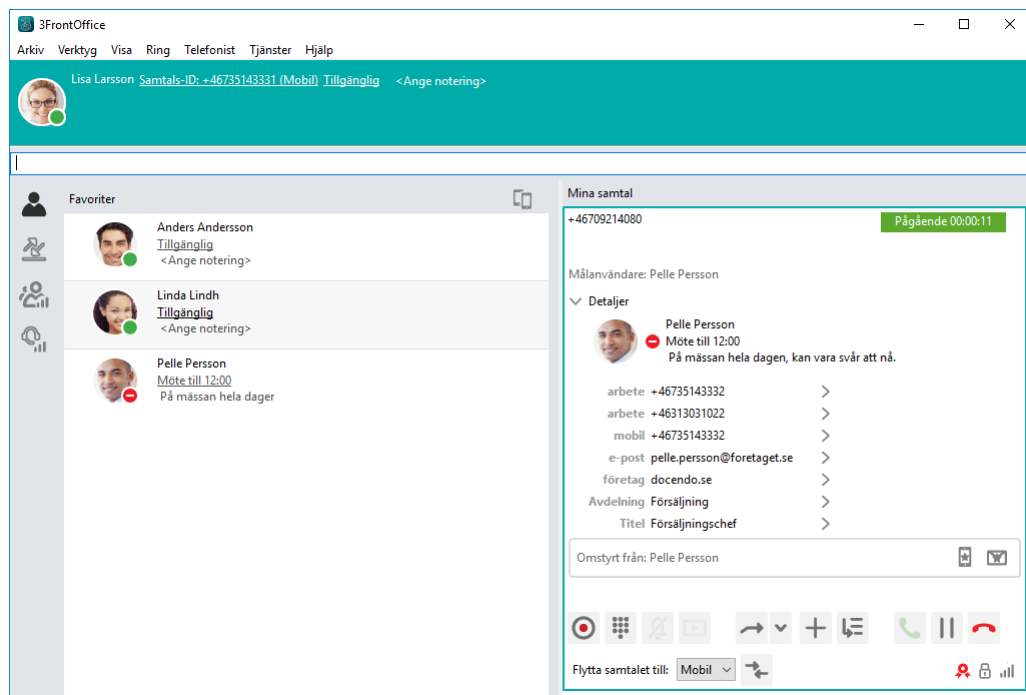 3FrontOffice
Arkiv Verktyg Visa Ring Telefonist Tjänster Hjälp
Lisa Larsson Samtals-ID: +46735143331 (Mobil) Tillgänglig <Ange notering>
Favoriter
Anders Andersson
Tillgänglig
<Ange notering>
Linda Lindh
Tillgänglig
<Ange notering>
Pelle Persson
Möte till 12:00
På mässan hela dager
Mina samtal
+46709214080 Pågående 00:00:11
Målanvändare: Pelle Persson
Detaljer
Pelle Persson
Möte till 12:00
På mässan hela dagen, kan vara svår att nå.
arbete +46735143332
arbete +46313031022
mobil +46735143332
e-post pelle.persson@foretaget.se
företag docendo.se
Avdelning Försäljning
Titel Försäljningschef
Omstyrt från: Pelle Persson
Flytta samtalet till: Mobil